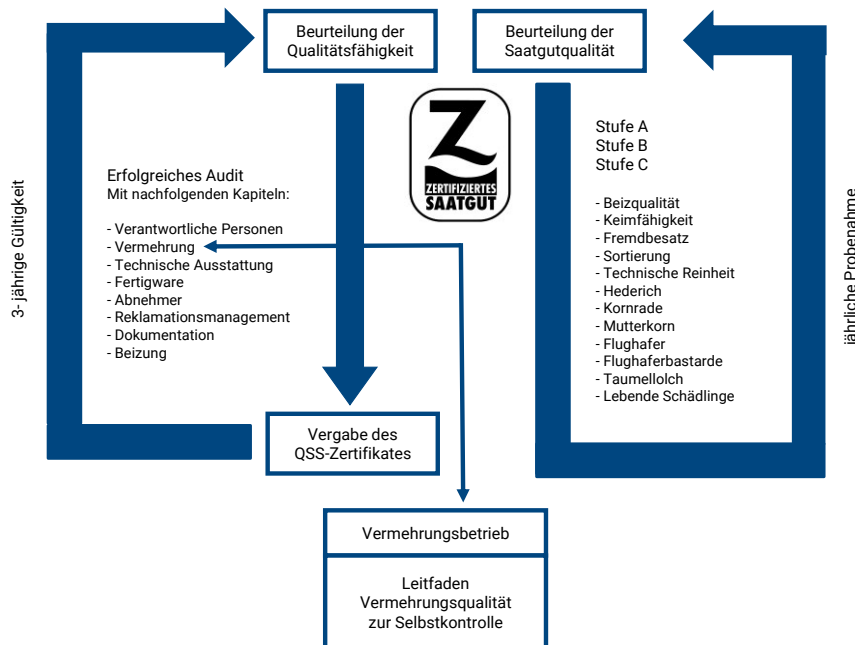 Beurteilung der
Qualitätsfähigkeit
Beurteilung der
Saatgutqualität
Z
ZERTIFIZIERTES
SAATGUT
3- jährige Gültigkeit
Erfolgreiches Audit
Mit nachfolgenden Kapiteln:
- Verantwortliche Personen
- Vermehrung
- Technische Ausstattung
- Fertigware
- Abnehmer
- Reklamationsmanagement
- Dokumentation
- Beizung
Stufe A
Stufe B
Stufe C
- Beizqualität
- Keimfähigkeit
- Fremdbesatz
- Sortierung
- Technische Reinheit
- Hederich
- Kornrade
- Mutterkorn
- Flughafer
- Flughaferbastarde
- Taumellolch
- Lebende Schädlinge
jährliche Probenahme
Vergabe des
QSS-Zertifikates
Vermehrungsbetrieb
Leitfaden
Vermehrungsqualität
zur Selbstkontrolle